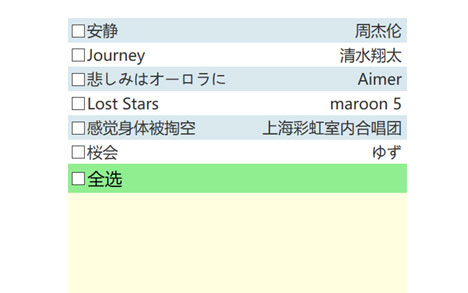 安静 周杰伦
Journey 清水翔太
悲しみはオーロラに Aimer
Lost Stars maroon 5
感觉身体被掏空 上海彩虹室内合唱团
桜会 ゆず
全选